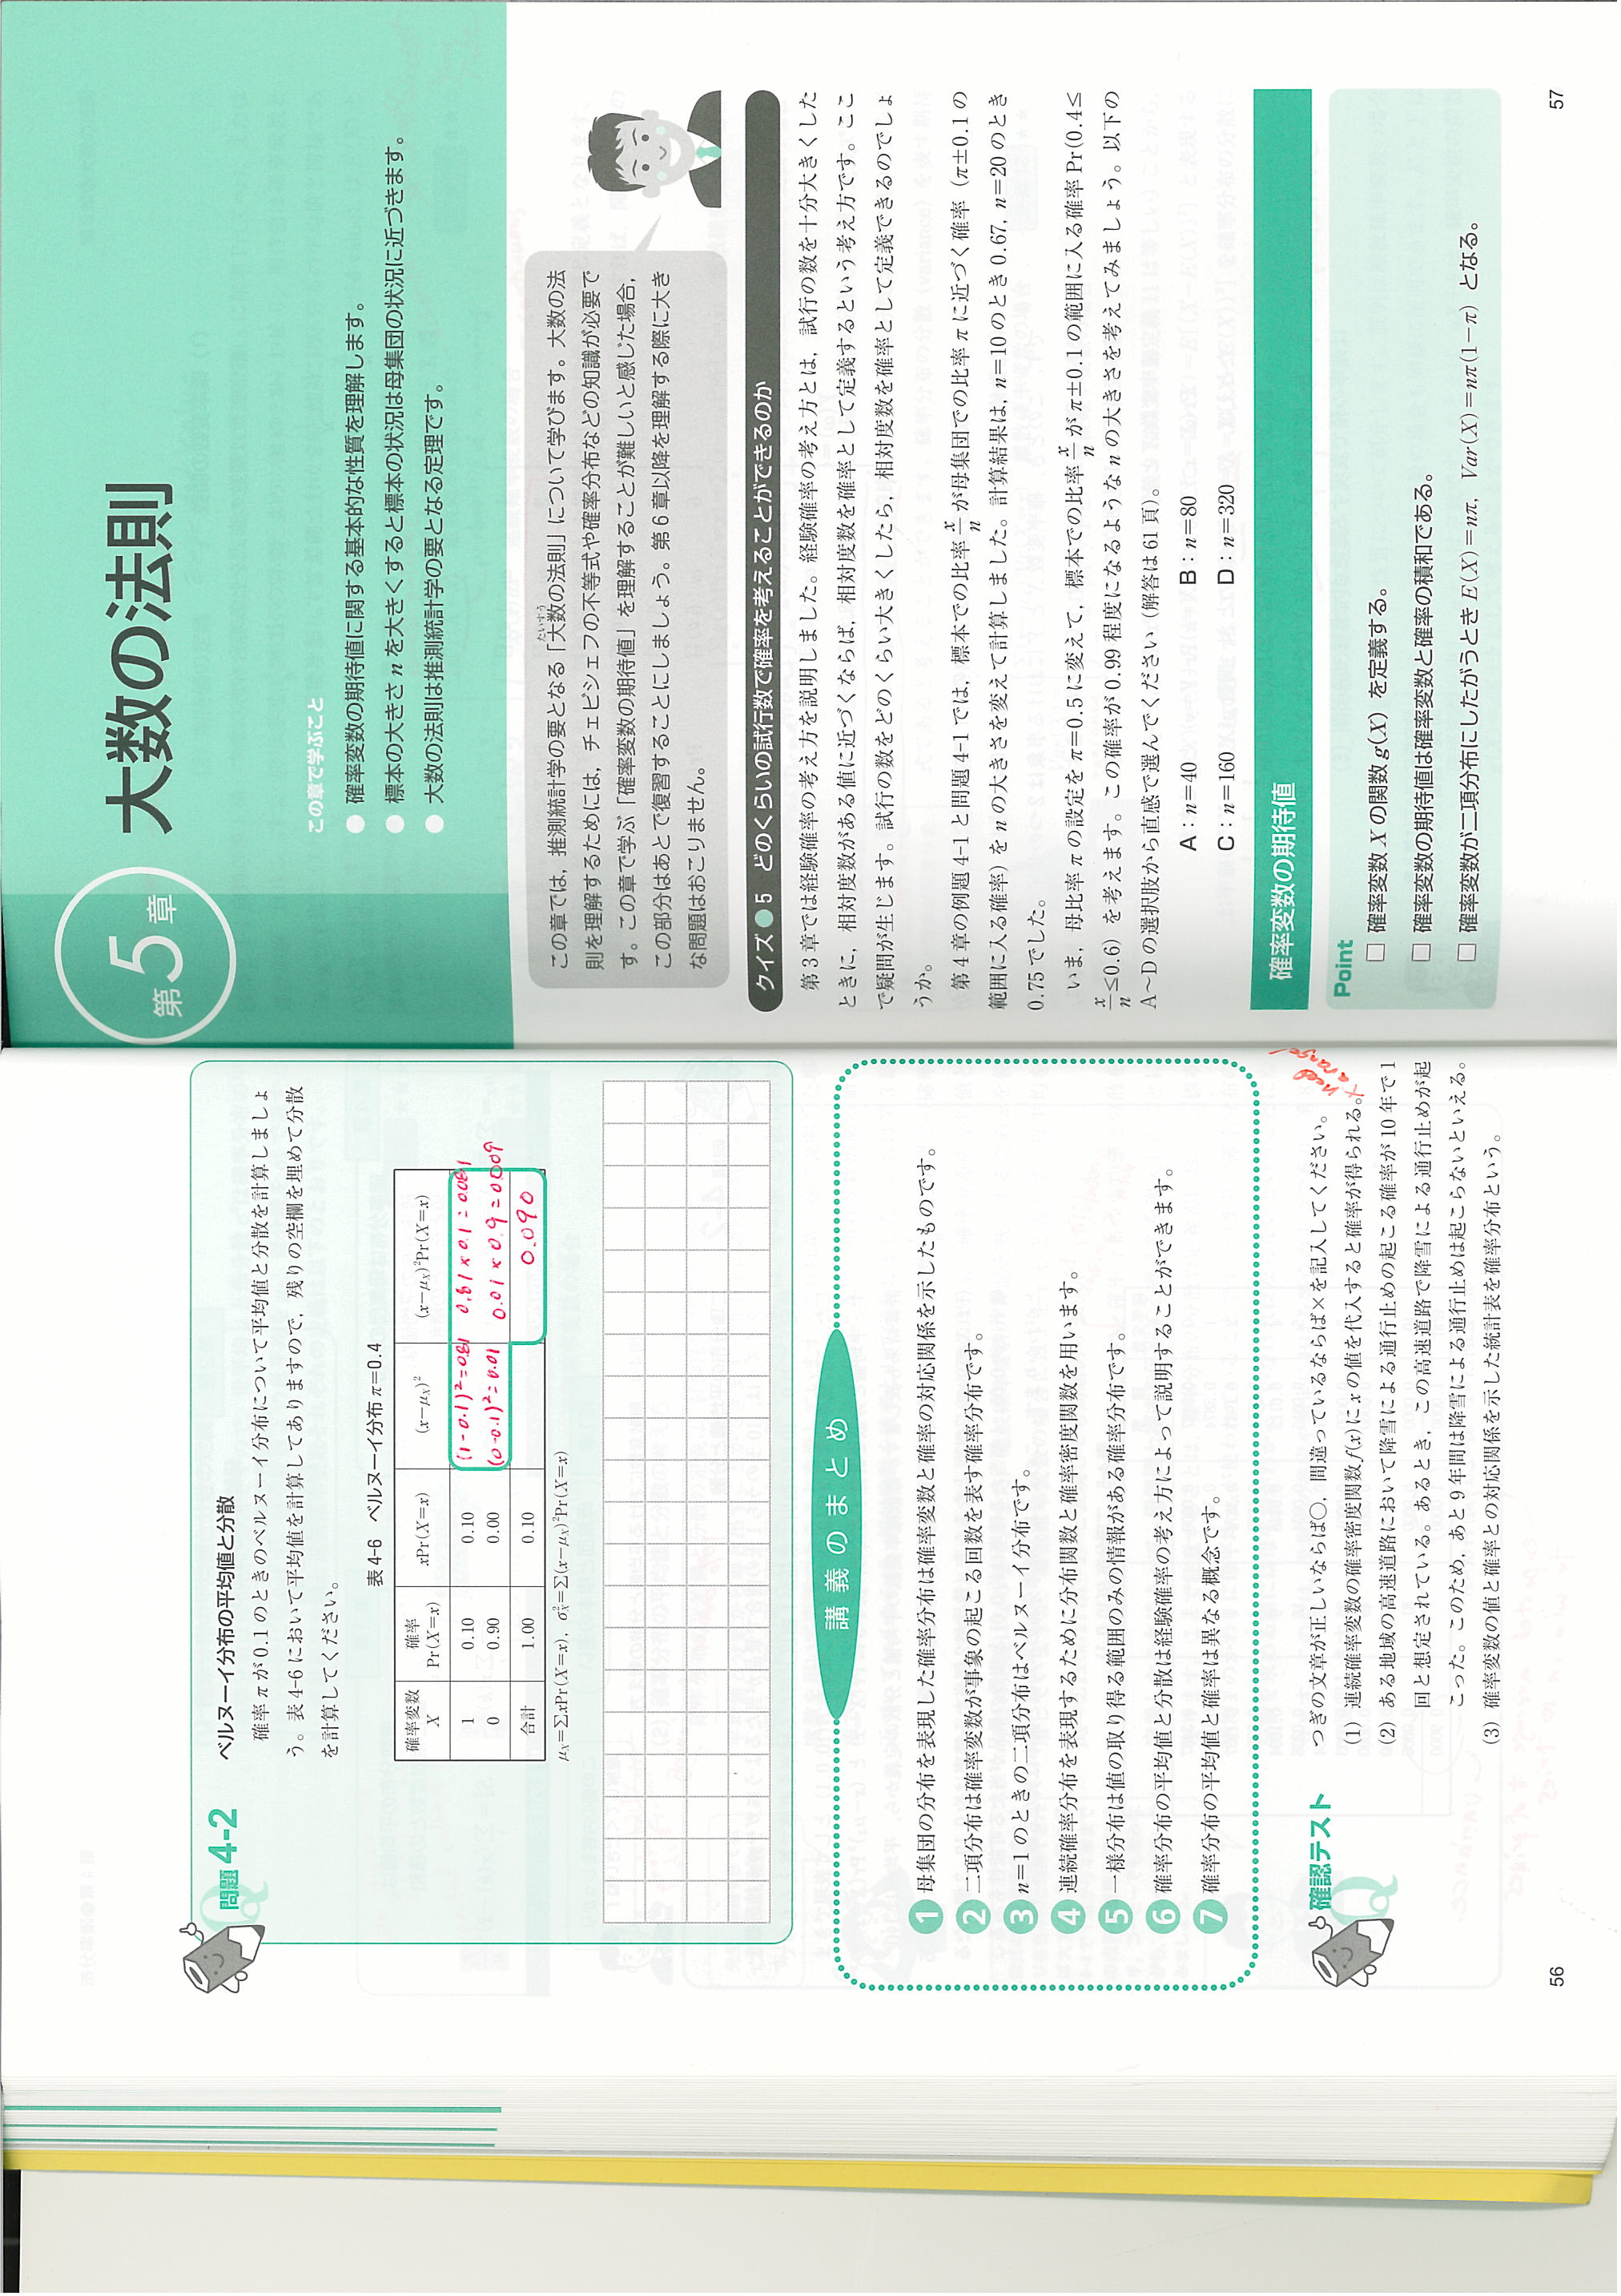 問題 4-2
ベルヌーイ分布の平均値と分散
確率 π が 0.1 のときのベルヌーイ分布について平均値と分散を計算しましょ
う。表 4-6 において平均値を計算してありますので，残りの空欄を埋めて分散
を計算してください。
表 4-6　ベルヌーイ分布 π=0.4
確率変数 X　確率 Pr(X=x)　xPr(X=x)　(x−μ_X)²　(x−μ_X)²Pr(X=x)
1　0.10　0.10　(1-0.1)²=0.81　0.81×0.1=0.081
0　0.90　0.00　(0-0.1)²=0.01　0.01×0.9=0.009
合計　1.00　0.10　0.090
μ_X=∑xPr(X=x),　σ²_X=∑(x−μ_X)²Pr(X=x)
講義のまとめ
1 母集団の分布を表現した確率分布は確率変数と確率の対応関係を示したものです。
2 二項分布は確率変数が事象の起こる回数を表す確率分布です。
3 n=1 のときの二項分布はベルヌーイ分布です。
4 連続確率分布を表現するために分布関数と確率密度関数を用います。
5 一様分布は値の取り得る範囲のみの情報がある確率分布です。
6 確率分布の平均値と分散は経験確率の考え方によって説明することができます。
7 確率分布の平均値と確率は異なる概念です。
Q 確認テスト
つぎの文章が正しいならば○，間違っているならば×を記入してください。
(1) 連続確率変数の確率密度関数 f(x) に x の値を代入すると確率が得られる。
need
a range!
(2) ある地域の高速道路において降雪による通行止めの起こる確率が 10 年で 1
回と想定されている。あるとき，この高速道路で降雪による通行止めが起
こった。このため，あと 9 年間は降雪による通行止めは起こらないといえる。
(3) 確率変数の値と確率との対応関係を示した統計表を確率分布という。
56
第5章
大数の法則
この章で学ぶこと
● 確率変数の期待値に関する基本的な性質を理解します。
● 標本の大きさ n を大きくすると標本の状況は母集団の状況に近づきます。
● 大数の法則は推測統計学の要となる定理です。
たいすう
この章では，推測統計学の要となる「大数の法則」について学びます。大数の法
則を理解するためには，チェビシェフの不等式や確率分布などの知識が必要で
す。この章で学ぶ「確率変数の期待値」を理解することが難しいと感じた場合，
この部分はあとで復習することにしましょう。第 6 章以降を理解する際に大き
な問題はおこりません。
クイズ●5　どのくらいの試行数で確率を考えることができるのか
第 3 章では経験確率の考え方を説明しました。経験確率の考え方とは，試行の数を十分大きくした
ときに，相対度数がある値に近づくならば，相対度数を確率として定義するという考え方です。ここ
で疑問が生じます。試行の数をどのくらい大きくしたら，相対度数を確率として定義できるのでしょ
うか。
第 4 章の例題 4-1 と問題 4-1 では，標本での比率 x/n が母集団での比率 π に近づく確率（π±0.1 の
範囲に入る確率）を n の大きさを変えて計算しました。計算結果は，n=10 のとき 0.67, n=20 のとき
0.75 でした。
いま，母比率 π の設定を π=0.5 に変えて，標本での比率 x/n が π±0.1 の範囲に入る確率 Pr(0.4≤
x/n≤0.6) を考えます。この確率が 0.99 程度になるような n の大きさを考えてみましょう。以下の
A〜D の選択肢から直感で選んでください（解答は 61 頁）。
A：n=40　B：n=80
C：n=160　D：n=320
確率変数の期待値
Point
□ 確率変数 X の関数 g(X) を定義する。
□ 確率変数の期待値は確率変数と確率の積和である。
□ 確率変数が二項分布にしたがうとき E(X)=nπ,　Var(X)=nπ(1−π) となる。
57